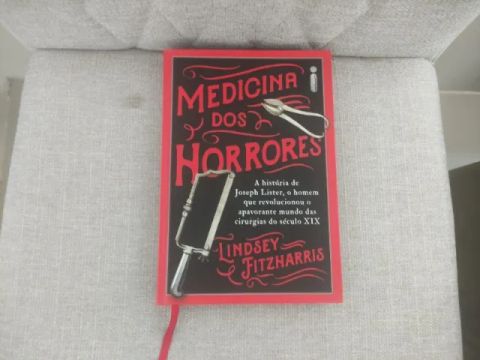 MEDICINA
DOS
HORRORES
A história de
Joseph Lister, o homem
que revolucionou o
apavorante mundo das
cirurgias do século XIX
LINDSEY
FITZHARRIS